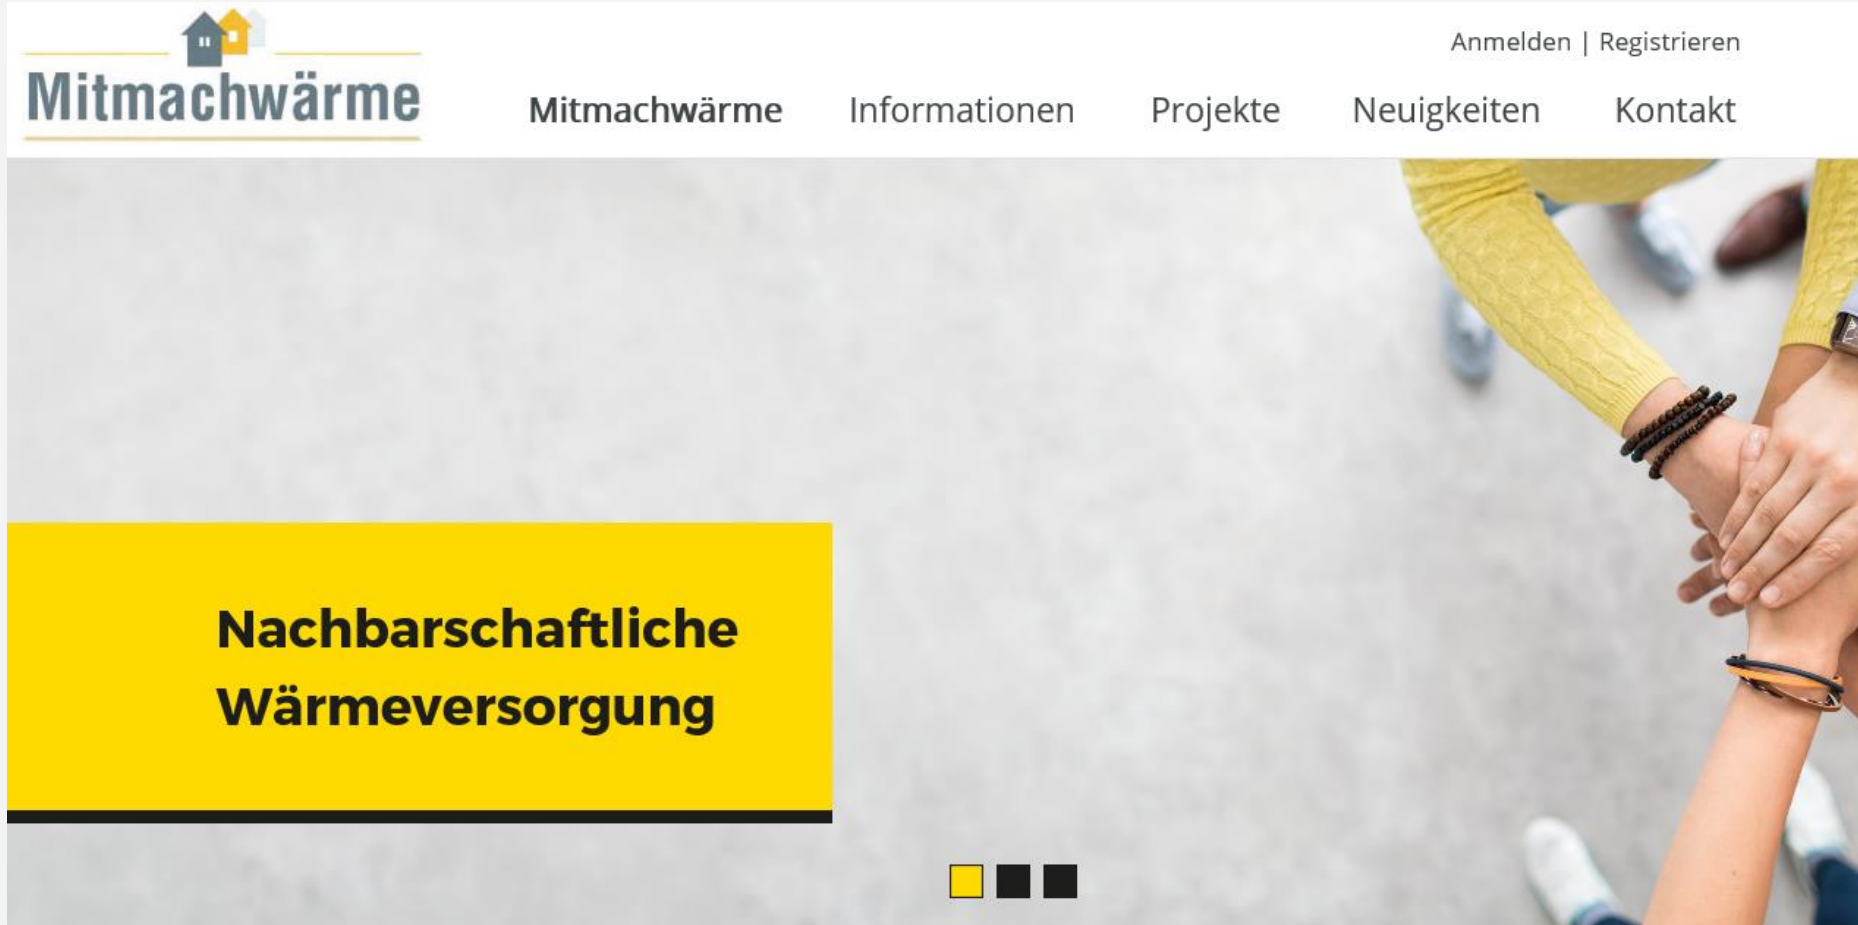 Mitmachwärme
Anmelden | Registrieren
Mitmachwärme Informationen Projekte Neuigkeiten Kontakt
Nachbarschaftliche
Wärmeversorgung